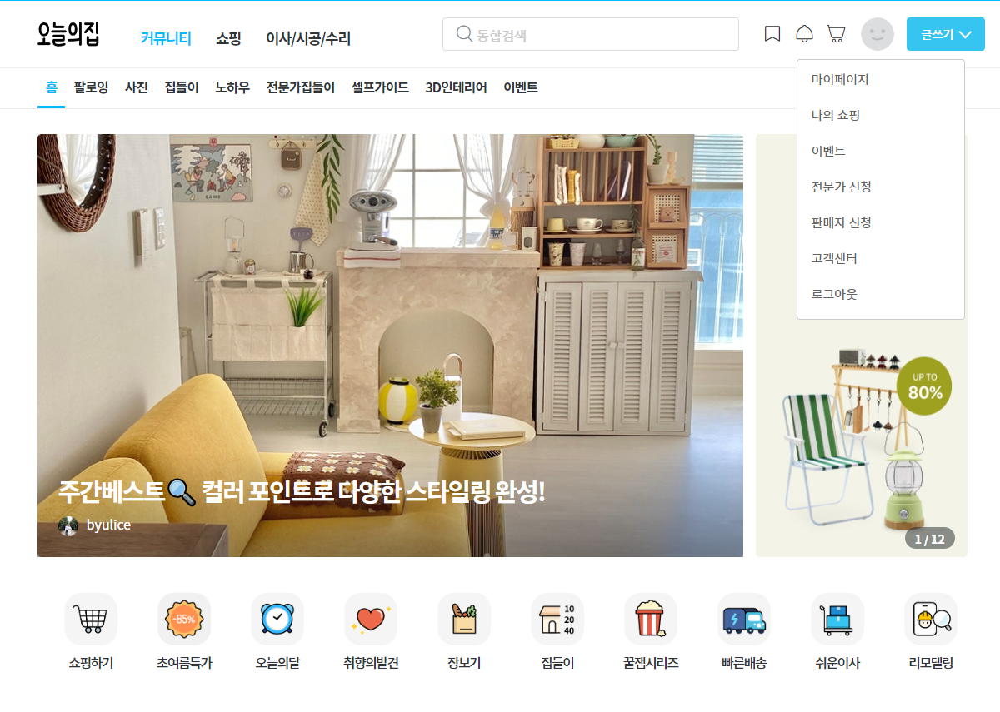 오늘의집
커뮤니티 쇼핑 이사/시공/수리
통합검색
글쓰기
홈 팔로잉 사진 집들이 노하우 전문가집들이 셀프가이드 3D인테리어 이벤트
마이페이지
나의 쇼핑
이벤트
전문가 신청
판매자 신청
고객센터
로그아웃
GAME
UP TO
80%
주간베스트🔍 컬러 포인트로 다양한 스타일링 완성!
byulice
1 / 12
-85%
10
20
40
쇼핑하기 초여름특가 오늘의딜 취향의발견 장보기 집들이 꿀잼시리즈 빠른배송 쉬운이사 리모델링